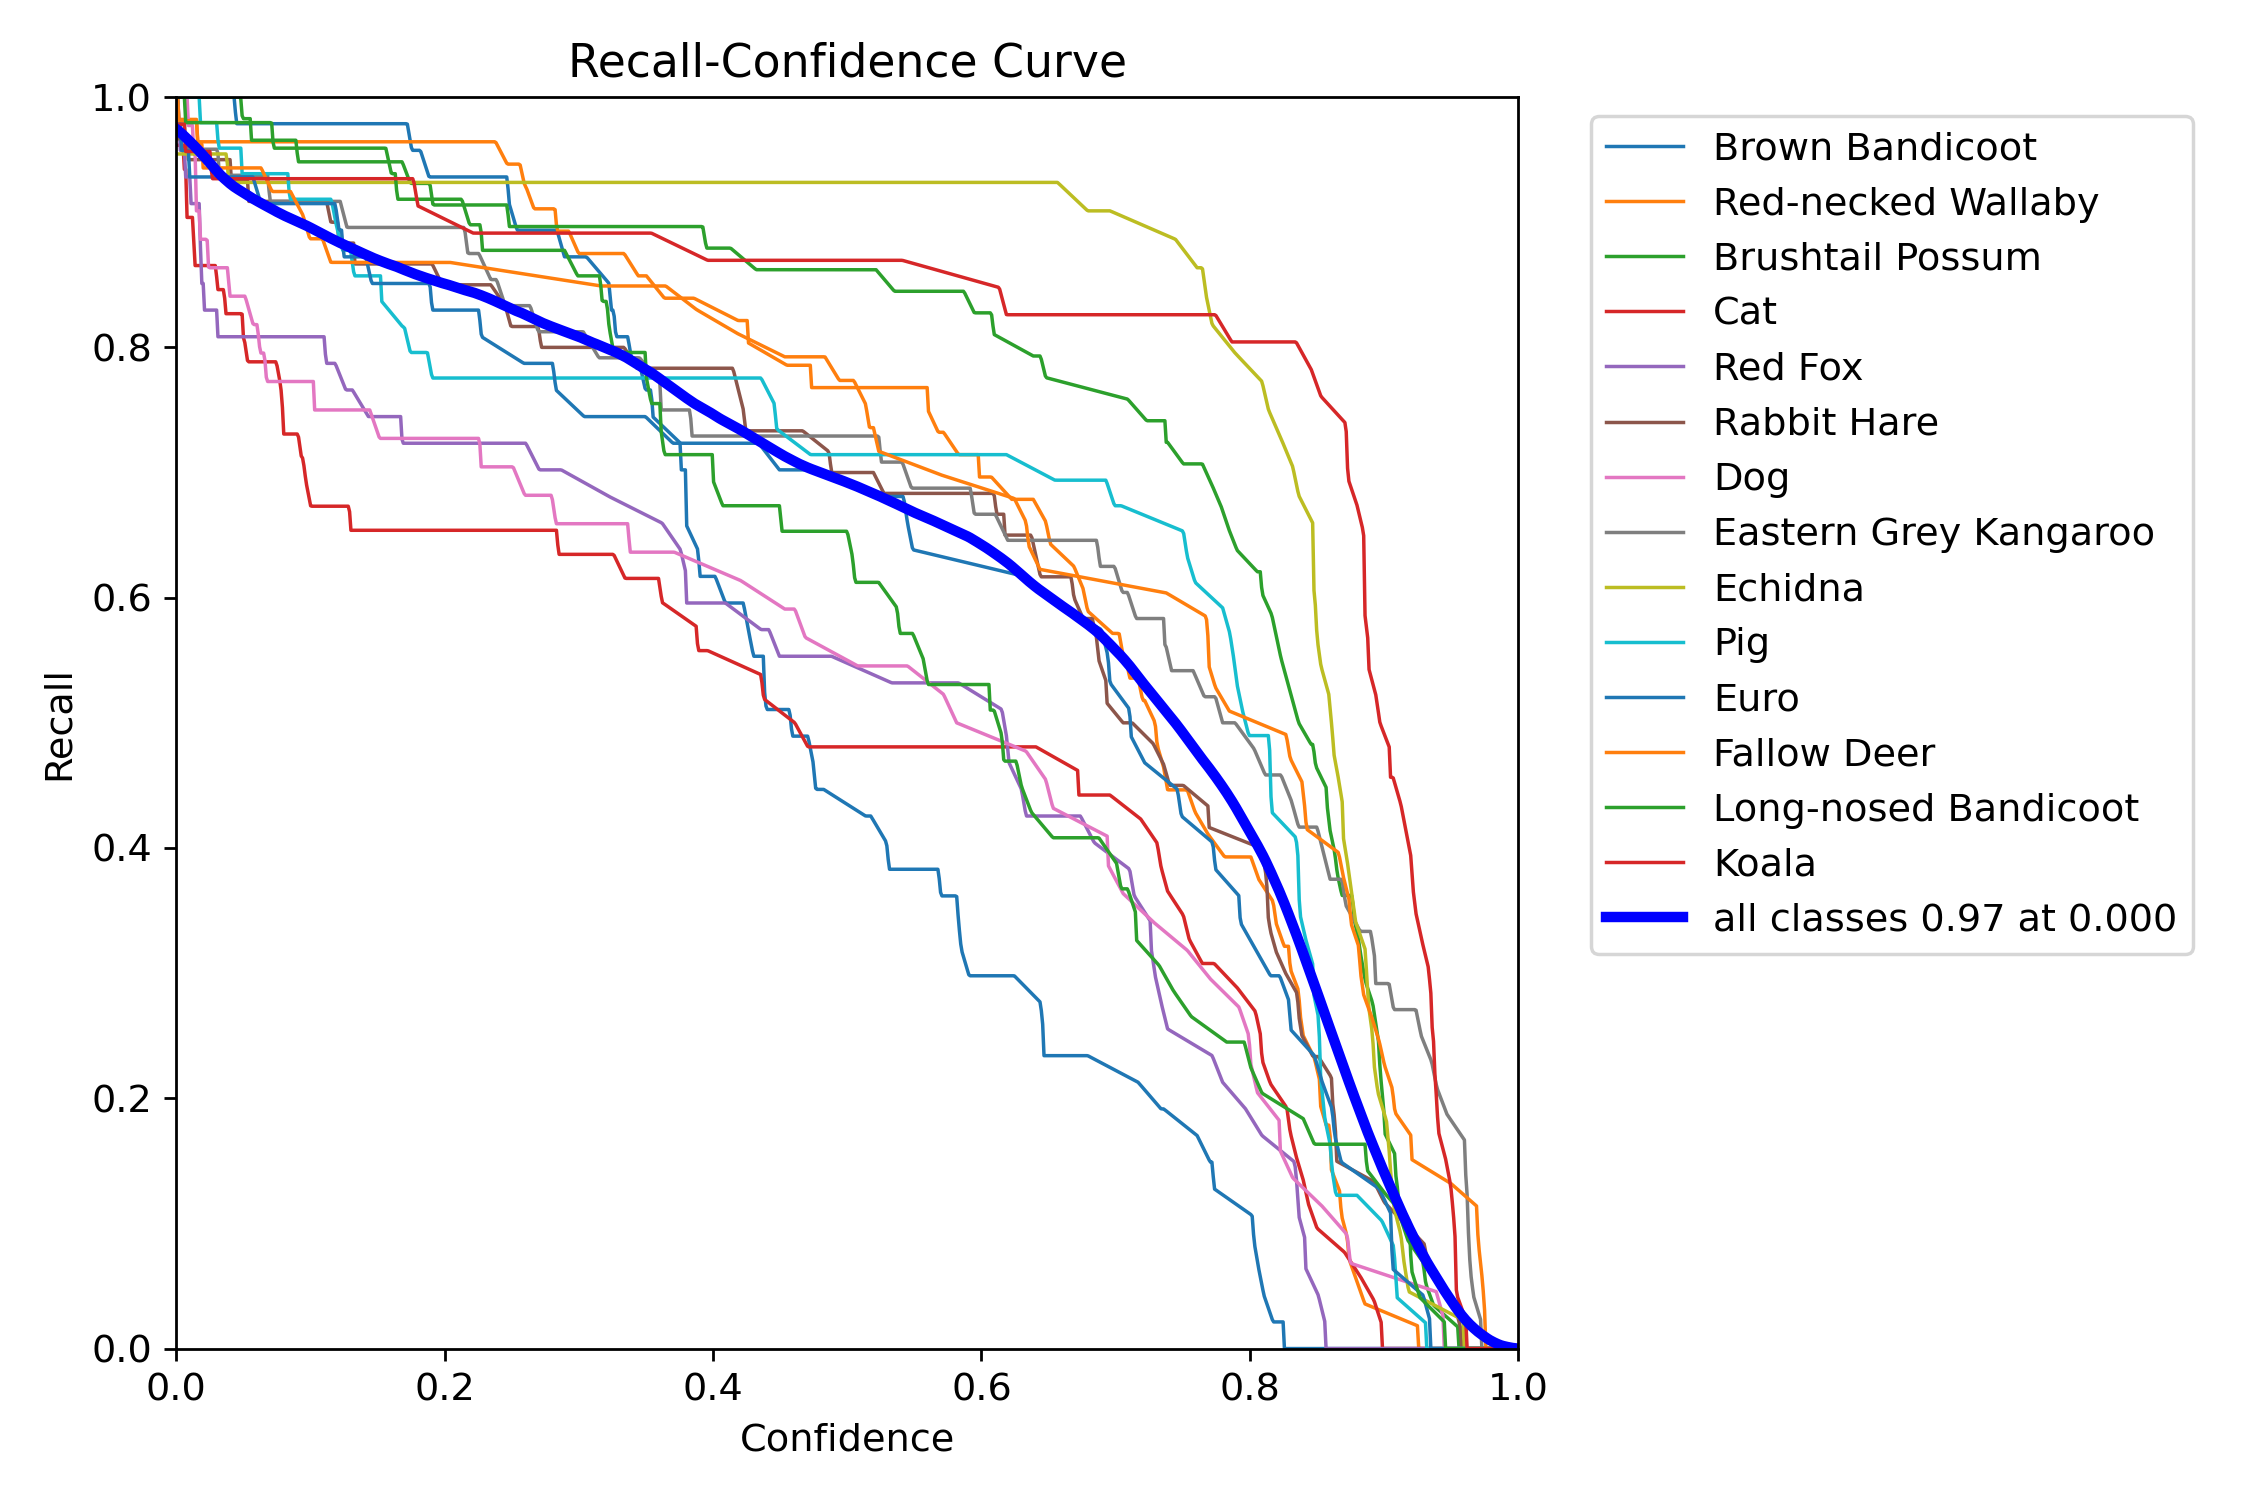 Recall-Confidence Curve
1.0
0.8
0.6
0.4
0.2
0.0
Recall
0.0 0.2 0.4 0.6 0.8 1.0
Confidence
Brown Bandicoot
Red-necked Wallaby
Brushtail Possum
Cat
Red Fox
Rabbit Hare
Dog
Eastern Grey Kangaroo
Echidna
Pig
Euro
Fallow Deer
Long-nosed Bandicoot
Koala
all classes 0.97 at 0.000